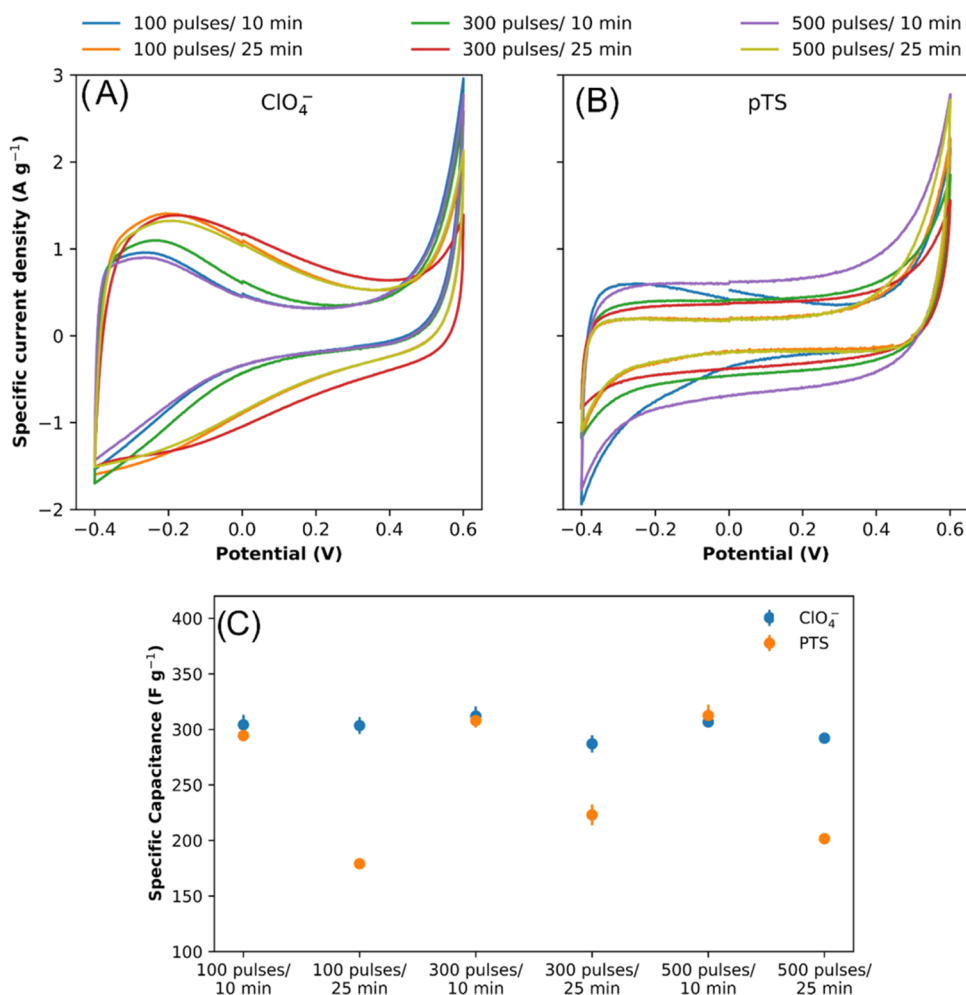 100 pulses/ 10 min
300 pulses/ 10 min
500 pulses/ 10 min
100 pulses/ 25 min
300 pulses/ 25 min
500 pulses/ 25 min
(A)
ClO₄⁻
3
2
1
0
−1
−2
Specific current density (A g⁻¹)
−0.4
−0.2
0.0
0.2
0.4
0.6
Potential (V)
(B)
pTS
−0.4
−0.2
0.0
0.2
0.4
0.6
Potential (V)
(C)
ClO₄⁻
PTS
400
350
300
250
200
150
100
Specific Capacitance (F g⁻¹)
100 pulses/
10 min
100 pulses/
25 min
300 pulses/
10 min
300 pulses/
25 min
500 pulses/
10 min
500 pulses/
25 min